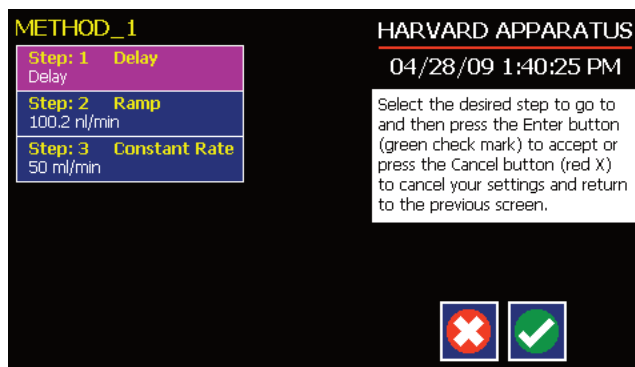 METHOD_1
Step: 1 Delay
Delay
Step: 2 Ramp
100.2 nl/min
Step: 3 Constant Rate
50 ml/min
HARVARD APPARATUS
04/28/09 1:40:25 PM
Select the desired step to go to
and then press the Enter button
(green check mark) to accept or
press the Cancel button (red X)
to cancel your settings and return
to the previous screen.